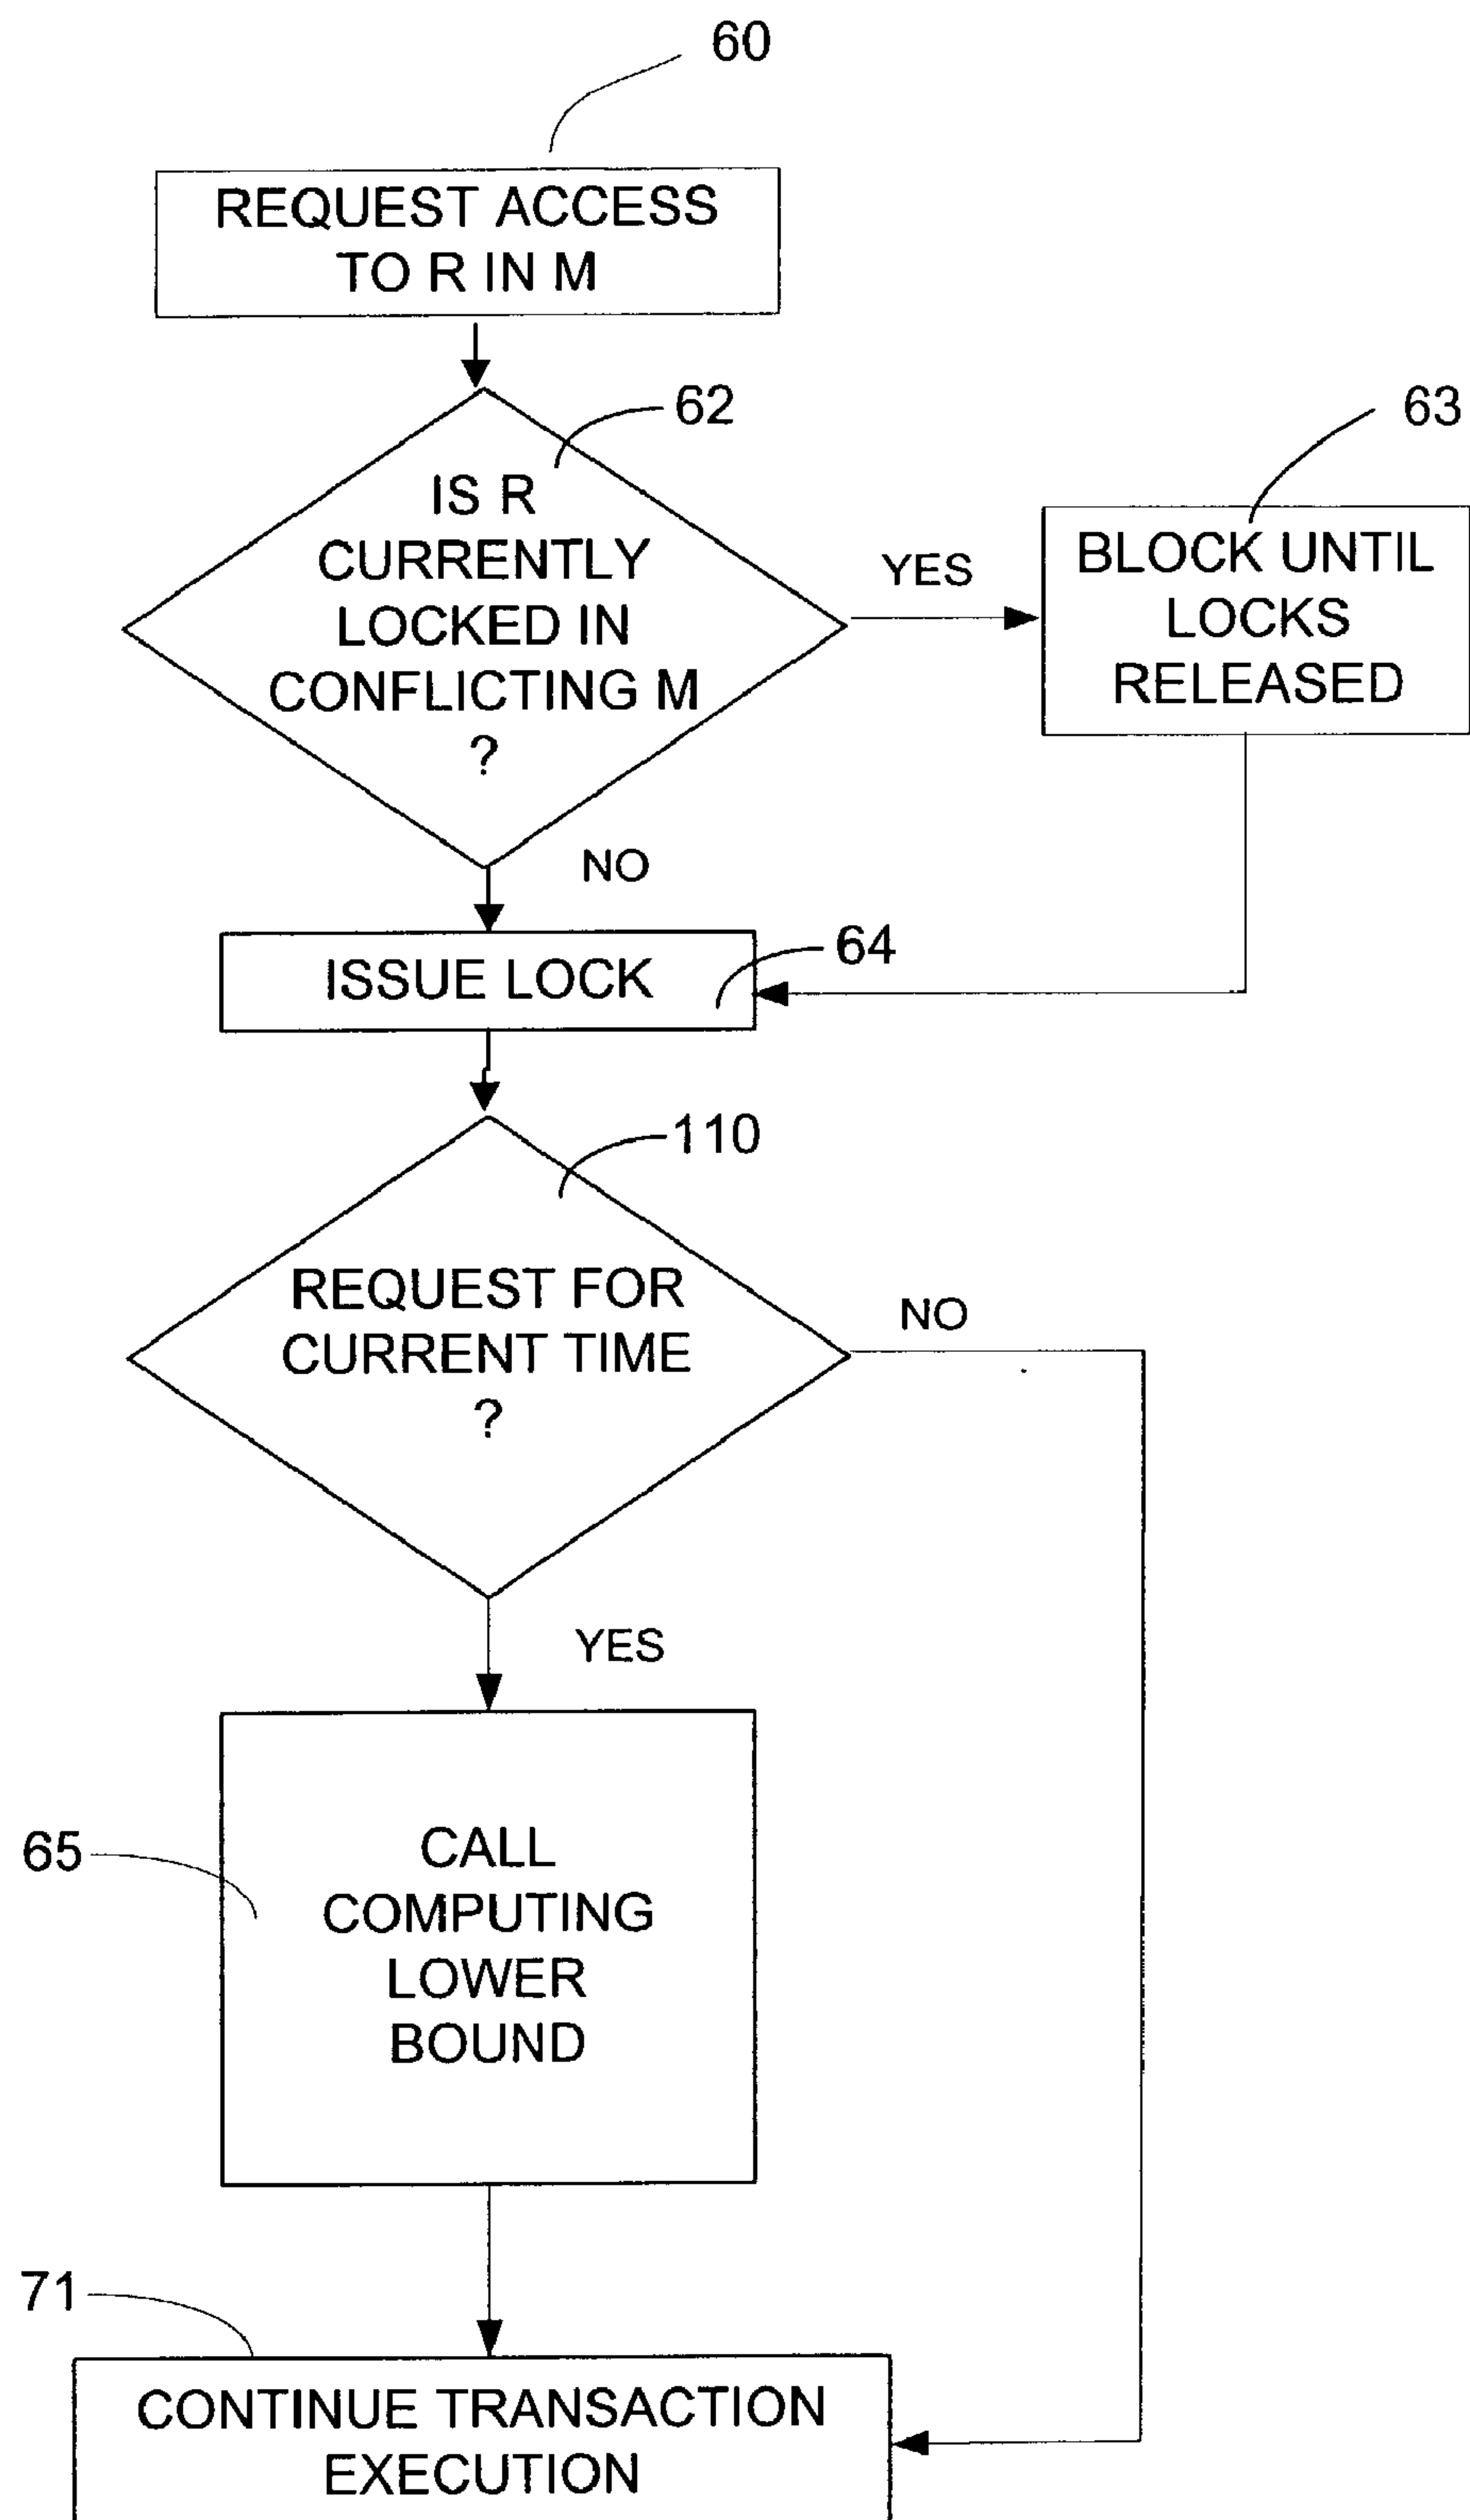 60
REQUEST ACCESS
TO R IN M
62
IS R
CURRENTLY
LOCKED IN
CONFLICTING M
?
YES
63
BLOCK UNTIL
LOCKS
RELEASED
NO
64
ISSUE LOCK
110
REQUEST FOR
CURRENT TIME
?
NO
YES
65
CALL
COMPUTING
LOWER
BOUND
71
CONTINUE TRANSACTION
EXECUTION